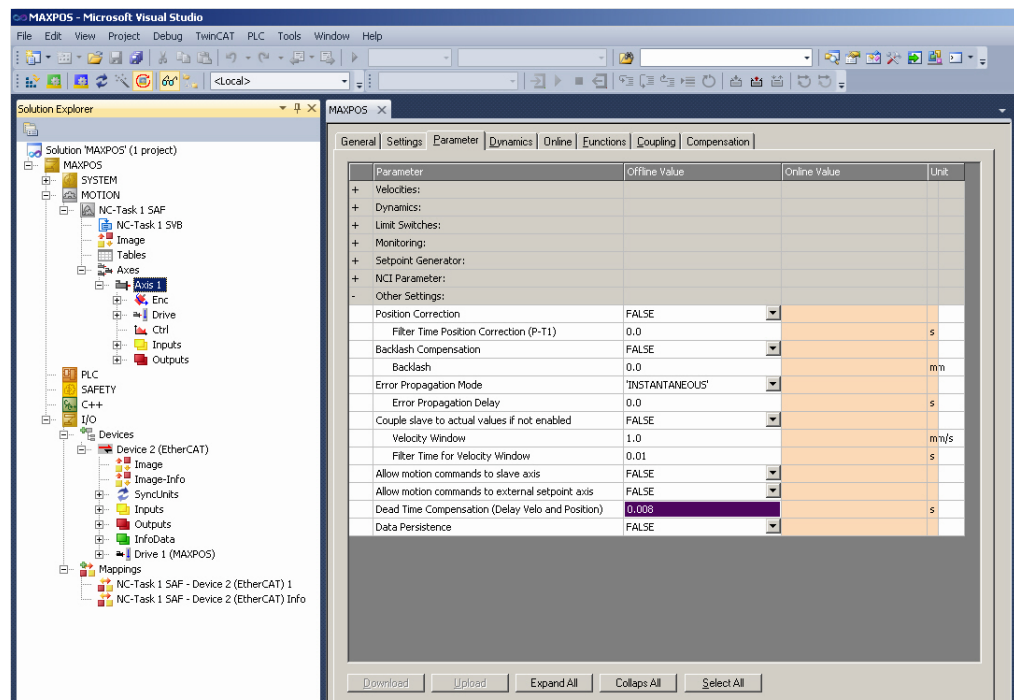 MAXPOS - Microsoft Visual Studio
File Edit View Project Debug TwinCAT PLC Tools Window Help
<Local>
Solution Explorer
Solution 'MAXPOS' (1 project)
MAXPOS
SYSTEM
MOTION
NC-Task 1 SAF
NC-Task 1 SVB
Image
Tables
Axes
Axis 1
Enc
Drive
Ctrl
Inputs
Outputs
PLC
SAFETY
C++
I/O
Devices
Device 2 (EtherCAT)
Image
Image-Info
SyncUnits
Inputs
Outputs
InfoData
Drive 1 (MAXPOS)
Mappings
NC-Task 1 SAF - Device 2 (EtherCAT) 1
NC-Task 1 SAF - Device 2 (EtherCAT) Info
MAXPOS
General Settings Parameter Dynamics Online Functions Coupling Compensation
Parameter Offline Value Online Value Unit
+ Velocities:
+ Dynamics:
+ Limit Switches:
+ Monitoring:
+ Setpoint Generator:
+ NCI Parameter:
- Other Settings:
Position Correction FALSE
Filter Time Position Correction (P-T1) 0.0 s
Backlash Compensation FALSE
Backlash 0.0 mm
Error Propagation Mode 'INSTANTANEOUS'
Error Propagation Delay 0.0 s
Couple slave to actual values if not enabled FALSE
Velocity Window 1.0 mm/s
Filter Time for Velocity Window 0.01 s
Allow motion commands to slave axis FALSE
Allow motion commands to external setpoint axis FALSE
Dead Time Compensation (Delay Velo and Position) 0.008 s
Data Persistence FALSE
Download Upload Expand All Collaps All Select All